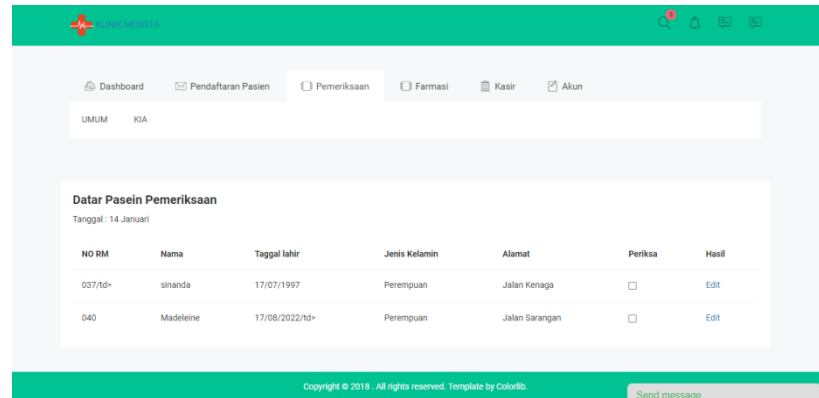 KLINIK MEDISTA
3
Dashboard Pendaftaran Pasien Pemeriksaan Farmasi Kasir Akun
UMUM KIA
Datar Pasein Pemeriksaan
Tanggal : 14 Januari
NO RM Nama Taggal lahir Jenis Kelamin Alamat Periksa Hasil
037/td> sinanda 17/07/1997 Perempuan Jalan Kenaga Edit
040 Madeleine 17/08/2022/td> Perempuan Jalan Sarangan Edit
Copyright © 2018 . All rights reserved. Template by Colorlib.
Send message